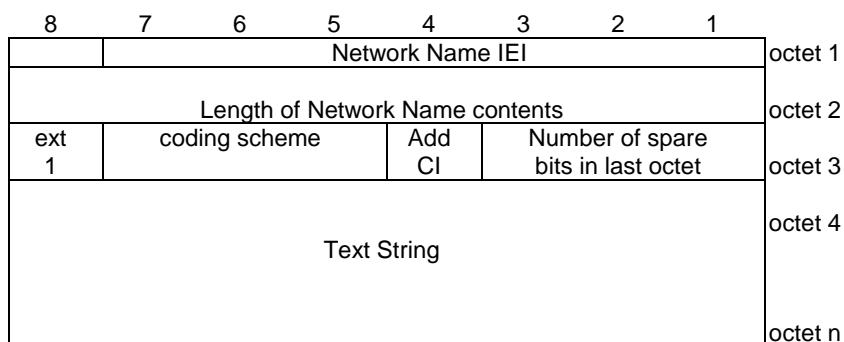 8 7 6 5 4 3 2 1
Network Name IEI octet 1
Length of Network Name contents octet 2
ext coding scheme Add Number of spare
1 CI bits in last octet octet 3
octet 4
Text String
octet n